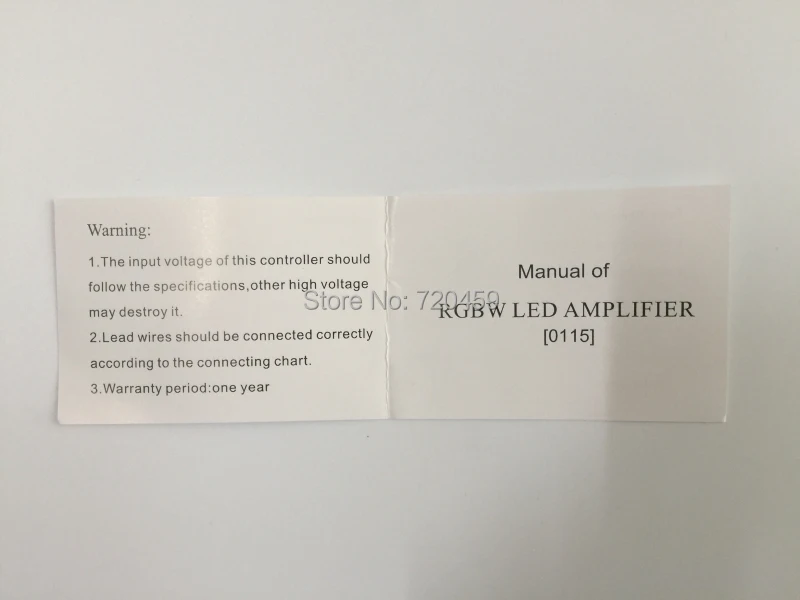 Warning:
1.The input voltage of this controller should
follow the specifications,other high voltage
may destroy it.
2.Lead wires should be connected correctly
according to the connecting chart.
3.Warranty period:one year
Manual of
RGBW LED AMPLIFIER
[0115]
Store No: 720459